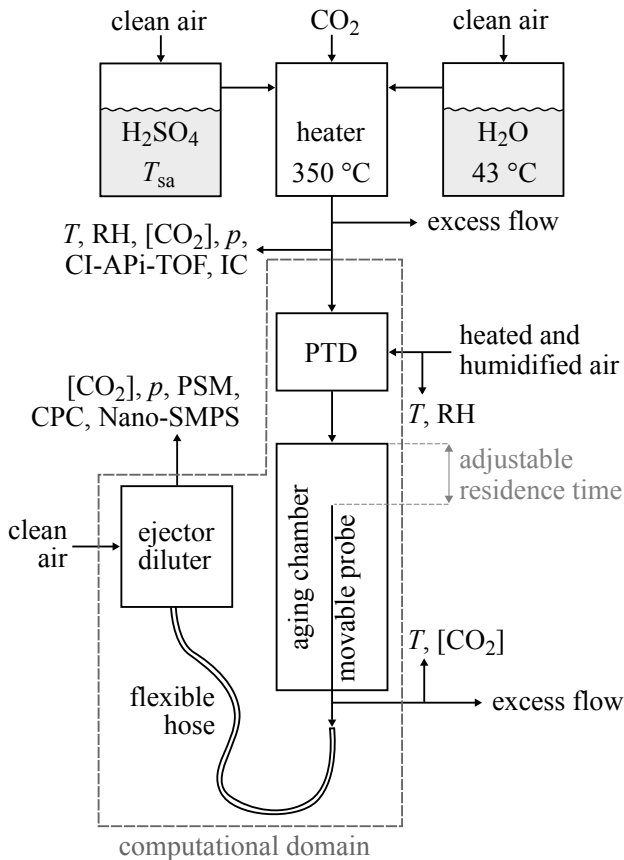 clean air
CO₂
clean air
H₂SO₄
Tₛₐ
heater
350 °C
H₂O
43 °C
excess flow
T, RH, [CO₂], p,
CI-APi-TOF, IC
PTD
heated and
humidified air
T, RH
[CO₂], p, PSM,
CPC, Nano-SMPS
adjustable
residence time
clean
air
ejector
diluter
aging chamber
movable probe
T, [CO₂]
flexible
hose
excess flow
computational domain